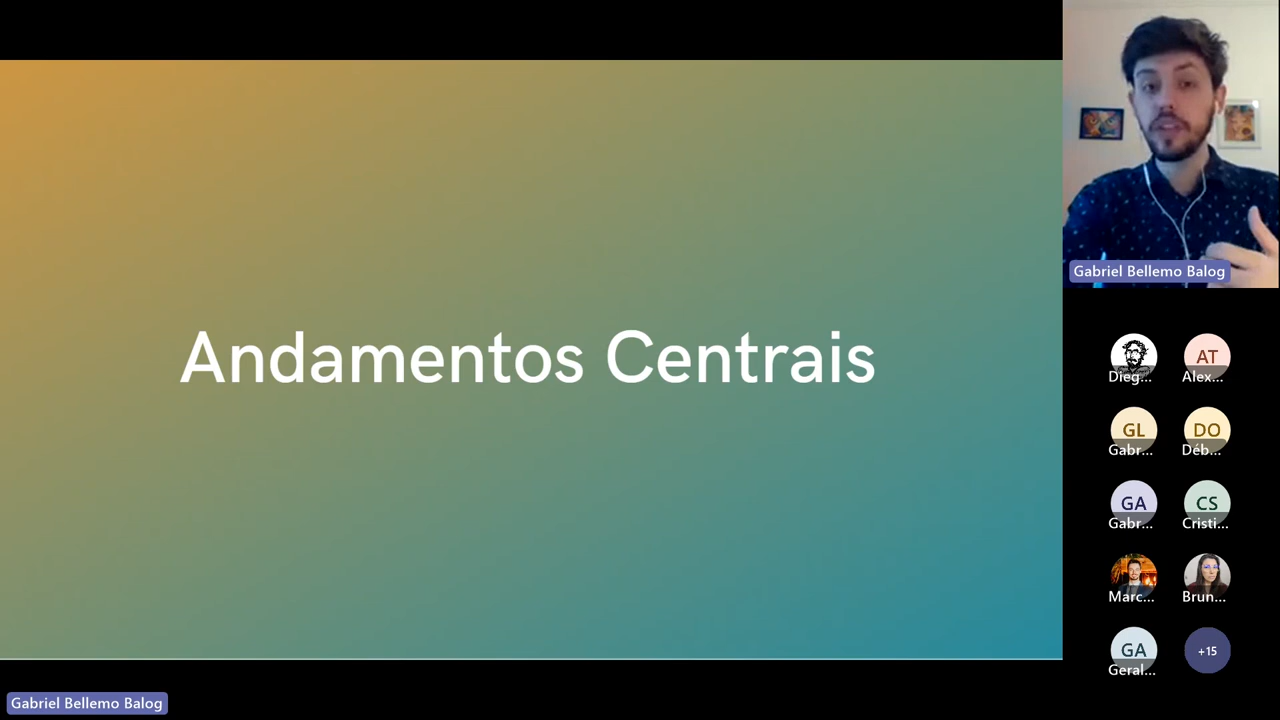 Andamentos Centrais
Gabriel Bellemo Balog
Dieg...
AT
Alex...
GL
Gabr...
DO
Déb...
GA
Gabr...
CS
Cristi...
Marc...
Brun...
GA
Geral...
+15
Gabriel Bellemo Balog